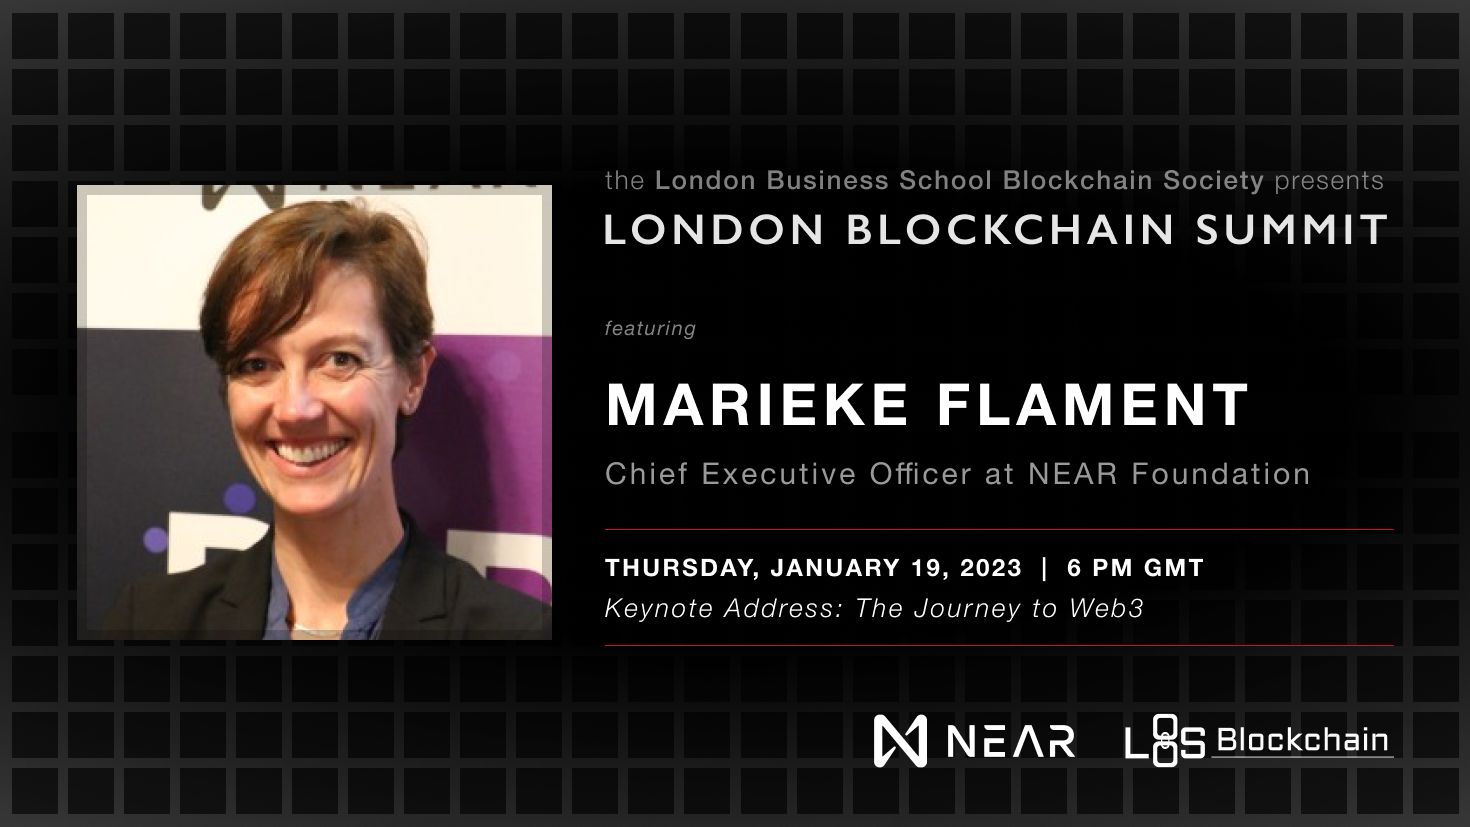 the London Business School Blockchain Society presents
LONDON BLOCKCHAIN SUMMIT
featuring
MARIEKE FLAMENT
Chief Executive Officer at NEAR Foundation
THURSDAY, JANUARY 19, 2023 | 6 PM GMT
Keynote Address: The Journey to Web3
NEAR
LBS Blockchain